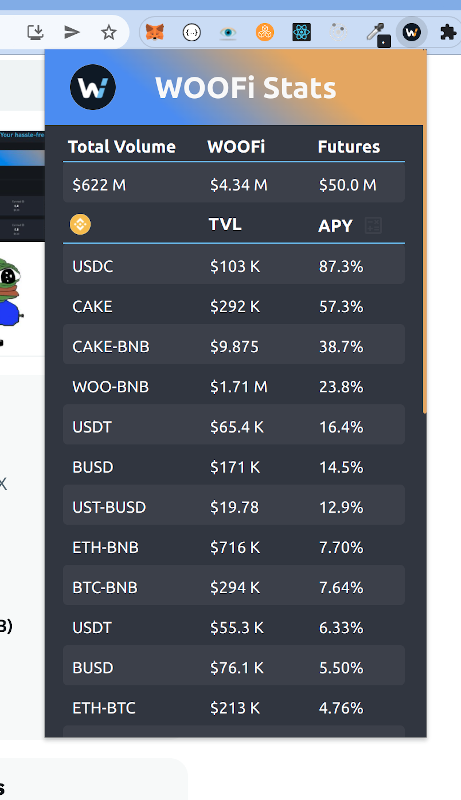 Your hassle-fre
WOOFi Stats
Total Volume WOOFi Futures
$622 M $4.34 M $50.0 M
TVL APY
USDC $103 K 87.3%
CAKE $292 K 57.3%
CAKE-BNB $9.875 38.7%
WOO-BNB $1.71 M 23.8%
USDT $65.4 K 16.4%
BUSD $171 K 14.5%
UST-BUSD $19.78 12.9%
ETH-BNB $716 K 7.70%
BTC-BNB $294 K 7.64%
USDT $55.3 K 6.33%
BUSD $76.1 K 5.50%
ETH-BTC $213 K 4.76%
X
3)
s